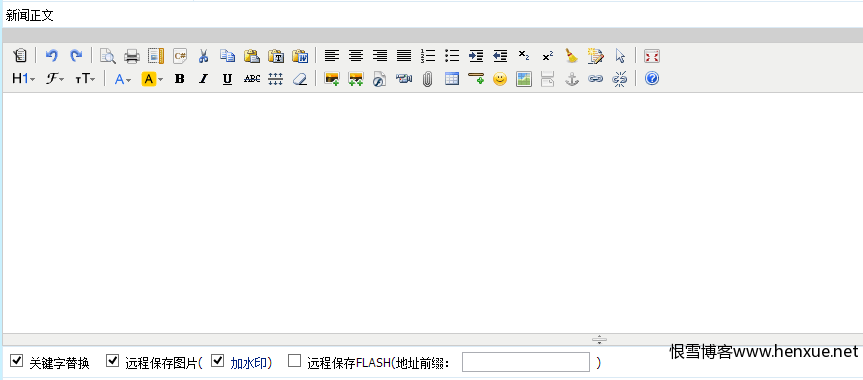 新闻正文
C#
W
x₂ x²
H1 F тT A A B I U ABC
?
关键字替换 远程保存图片( 加水印) 远程保存FLASH(地址前缀: )
恨雪博客www.henxue.net